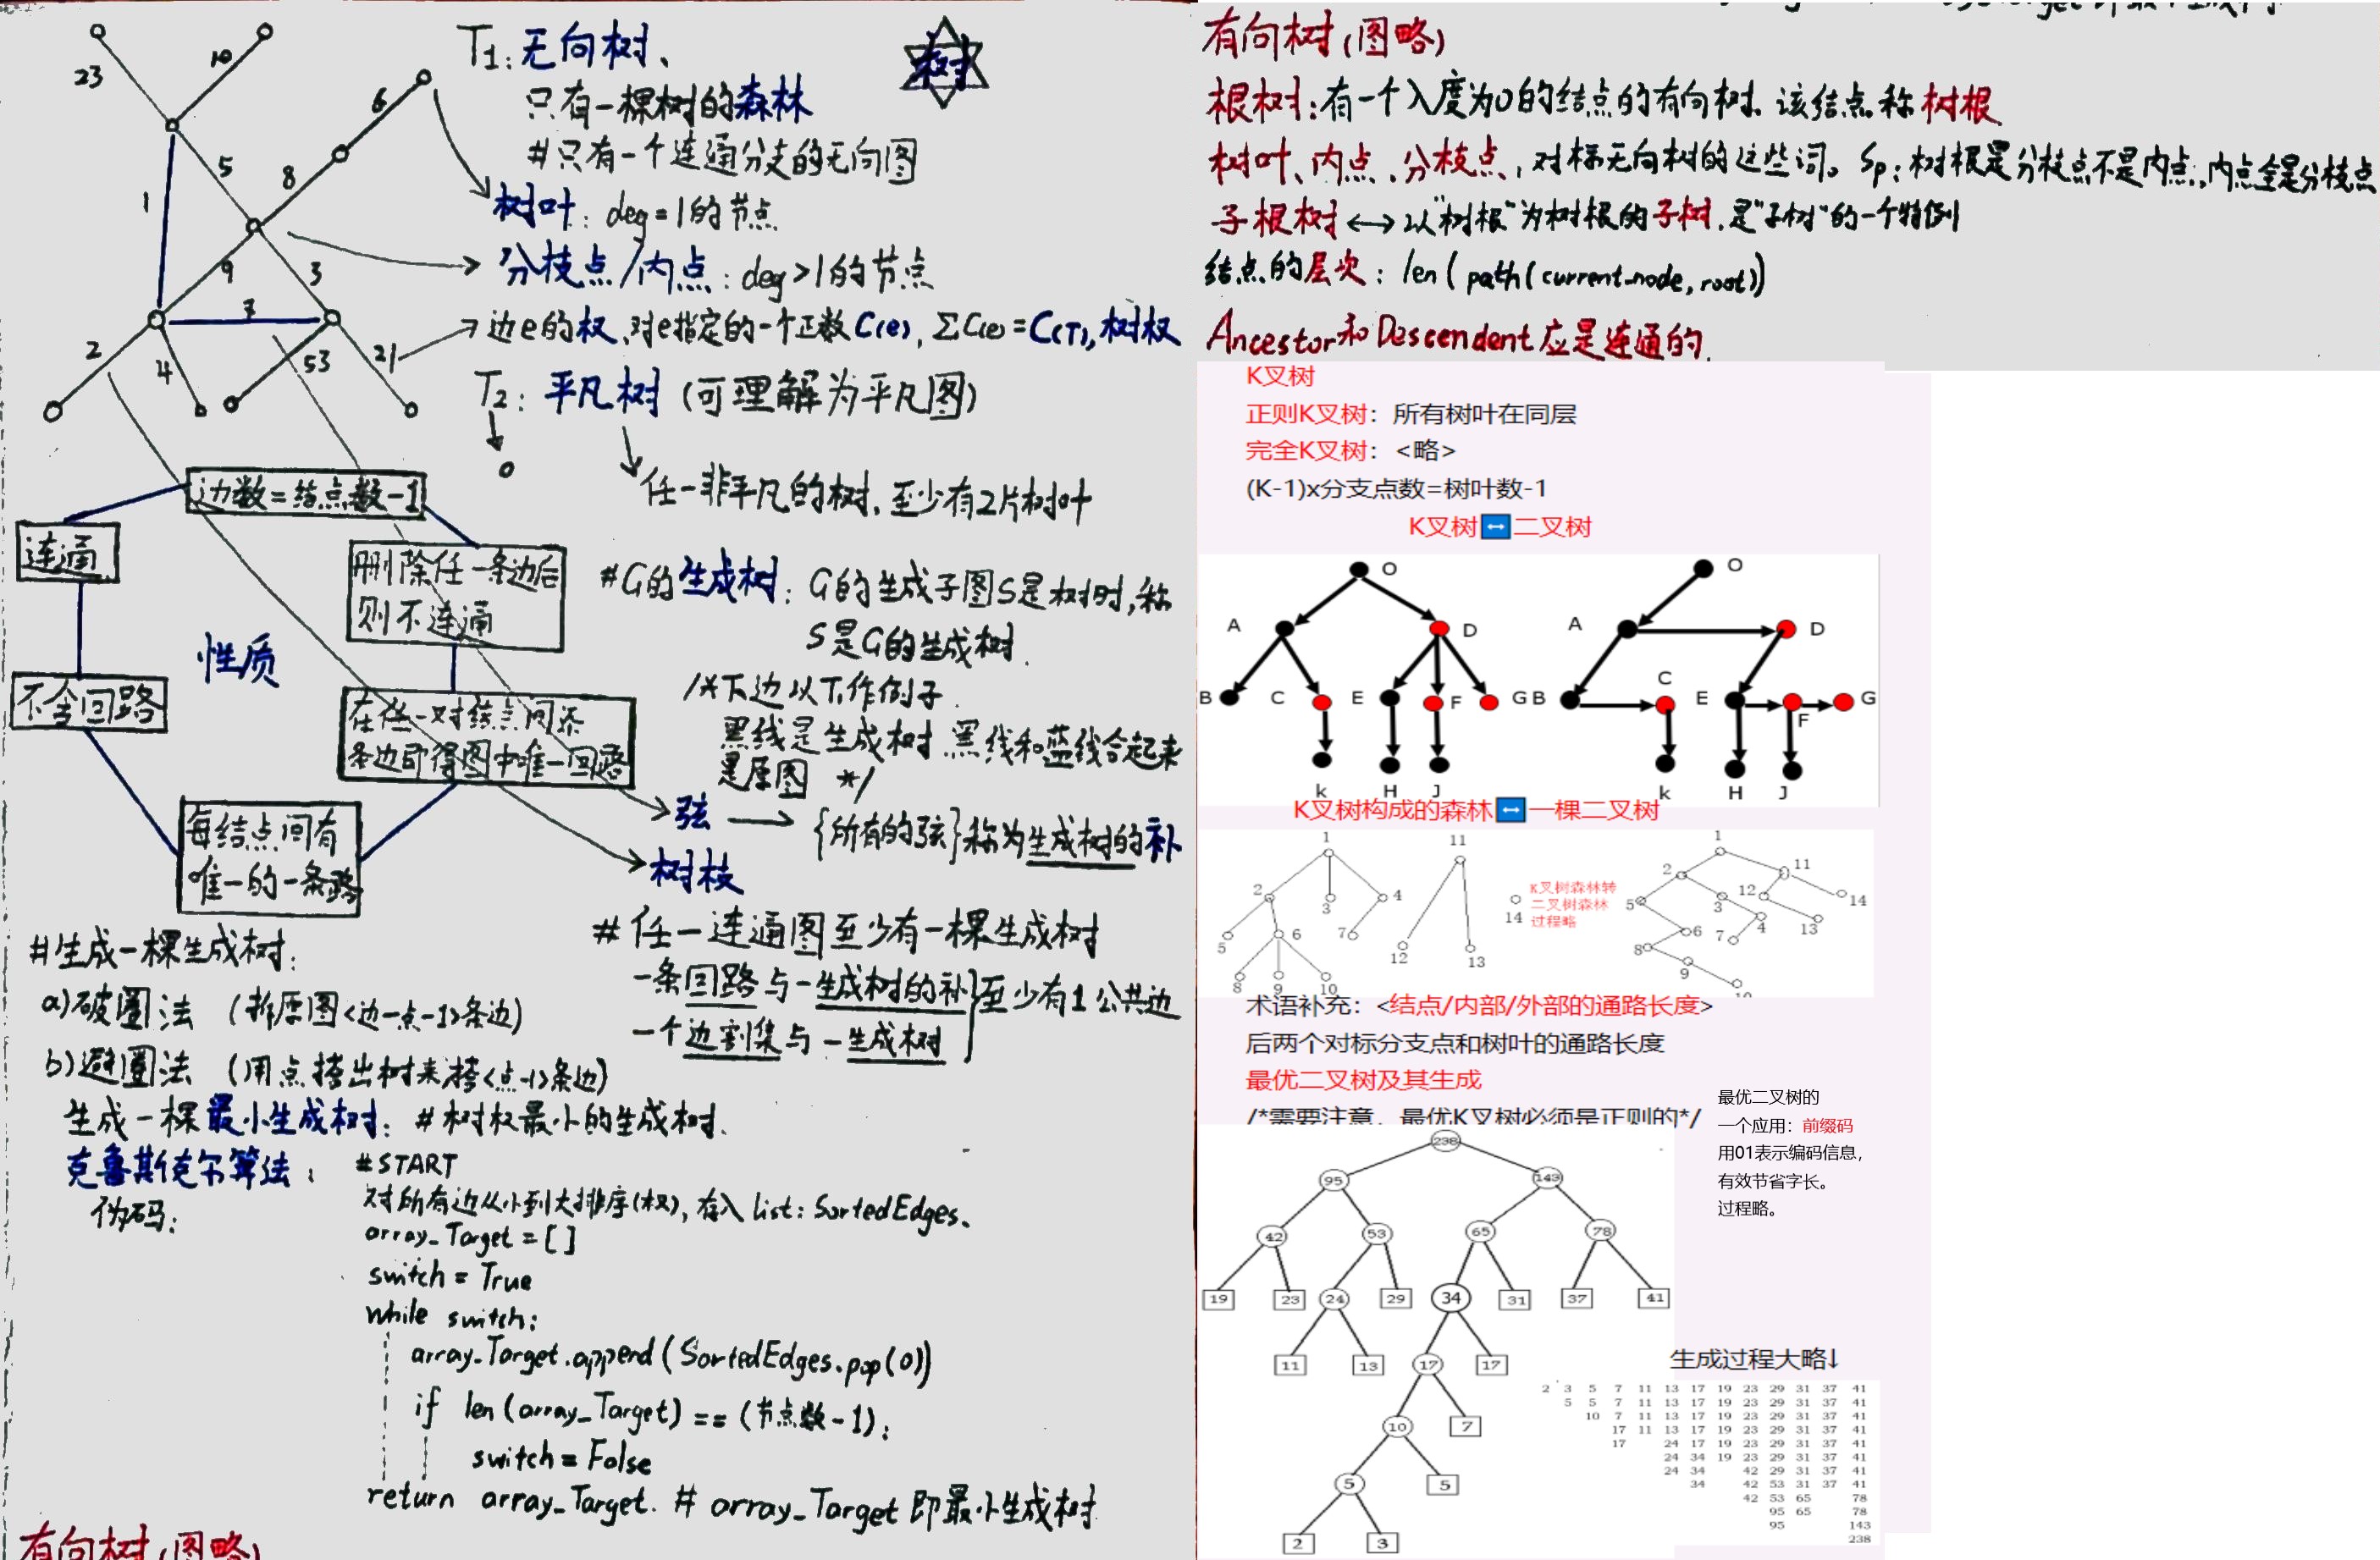 T1：无向树、
只有一棵树的森林
#只有一个连通分支的无向图
树
树叶：deg=1的节点
分枝点/内点：deg>1的节点
边e的权，对e指定的一个正数C(e)，∑C(e)=C(T)，树权
T2：平凡树（可理解为平凡图）
任一非平凡的树，至少有2片树叶
23
10
6
5
8
1
9
3
7
2
4
53
21
边数=结点数-1
连通
删除任一条边后
则不连通
性质
不含回路
在任一对结点间添
条边即得图中唯一回路
每结点间有
唯一的一条路
#G的生成树：G的生成子图S是树时，称
S是G的生成树.
/*下边以T1作例子
黑线是生成树 黑线和蓝线合起来
是原图 */
弦 → {所有的弦}称为生成树的补
树枝
#任一连通图至少有一棵生成树
一条回路与一生成树的补
一个边割集与一生成树
至少有1公共边
#生成一棵生成树：
a)破圈法 （拆原图<边-点-1>条边）
b)避圈法 （用点搭出树来搭<点-1>条边）
生成一棵最小生成树：#树权最小的生成树.
克鲁斯克尔算法：
伪码：
#START
对所有边从小到大排序(权)，存入list：SortedEdges.
array_Target = []
switch = True
while switch:
array_Target.append(SortedEdges.pop(0))
if len(array_Target) == (节点数-1):
switch = False
return array_Target. # array_Target 即最小生成树
有向树（图略）
有向树（图略）
根树：有一个入度为0的结点的有向树. 该结点称树根
树叶、内点、分枝点，对标无向树的这些词。Sp：树根是分枝点不是内点，内点全是分枝点
子根树 ↔ 以"树根"为树根的子树，是"子树"的一个特例
结点的层次：len(path(current-node, root))
Ancestor和Descendent应是连通的.
K叉树
正则K叉树：所有树叶在同层
完全K叉树：<略>
(K-1)x分支点数=树叶数-1
K叉树↔二叉树
O
A
D
B
C
E
F
G
k
H
J
O
A
D
B
C
E
F
G
k
H
J
K叉树构成的森林↔一棵二叉树
1
2
3
4
5
6
7
8
9
10
11
12
13
14
K叉树森林转
二叉树森林
过程略
1
2
11
5
3
12
14
6
7
4
13
8
9
10
术语补充：<结点/内部/外部的通路长度>
后两个对标分支点和树叶的通路长度
最优二叉树及其生成
/*需要注意，最优K叉树必须是正则的*/
最优二叉树的
一个应用：前缀码
用01表示编码信息，
有效节省字长。
过程略。
238
95
143
42
53
65
78
19
23
24
29
34
31
37
41
11
13
17
17
10
7
5
5
2
3
生成过程大略↓
2 3 5 7 11 13 17 19 23 29 31 37 41
5 5 7 11 13 17 19 23 29 31 37 41
10 7 11 13 17 19 23 29 31 37 41
17 11 13 17 19 23 29 31 37 41
17 24 17 19 23 29 31 37 41
24 34 19 23 29 31 37 41
24 34 42 29 31 37 41
34 42 53 31 37 41
42 53 65 78
95 65 78
95 143
238